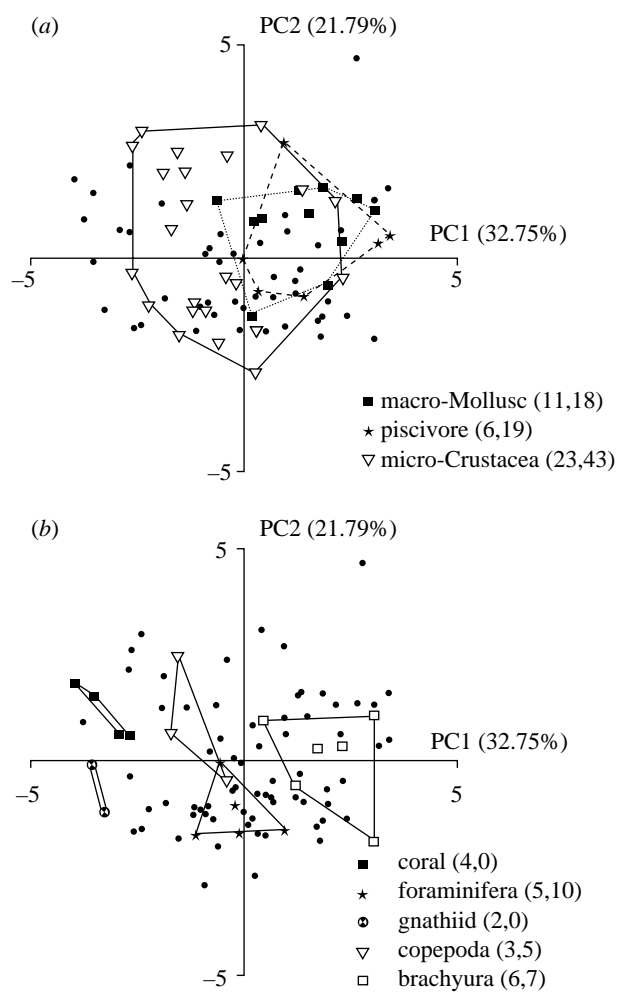 (a)
PC2 (21.79%)
5
PC1 (32.75%)
–5
5
macro-Mollusc (11,18)
piscivore (6,19)
micro-Crustacea (23,43)
–5
(b)
PC2 (21.79%)
5
PC1 (32.75%)
–5
5
coral (4,0)
foraminifera (5,10)
gnathiid (2,0)
copepoda (3,5)
–5
brachyura (6,7)